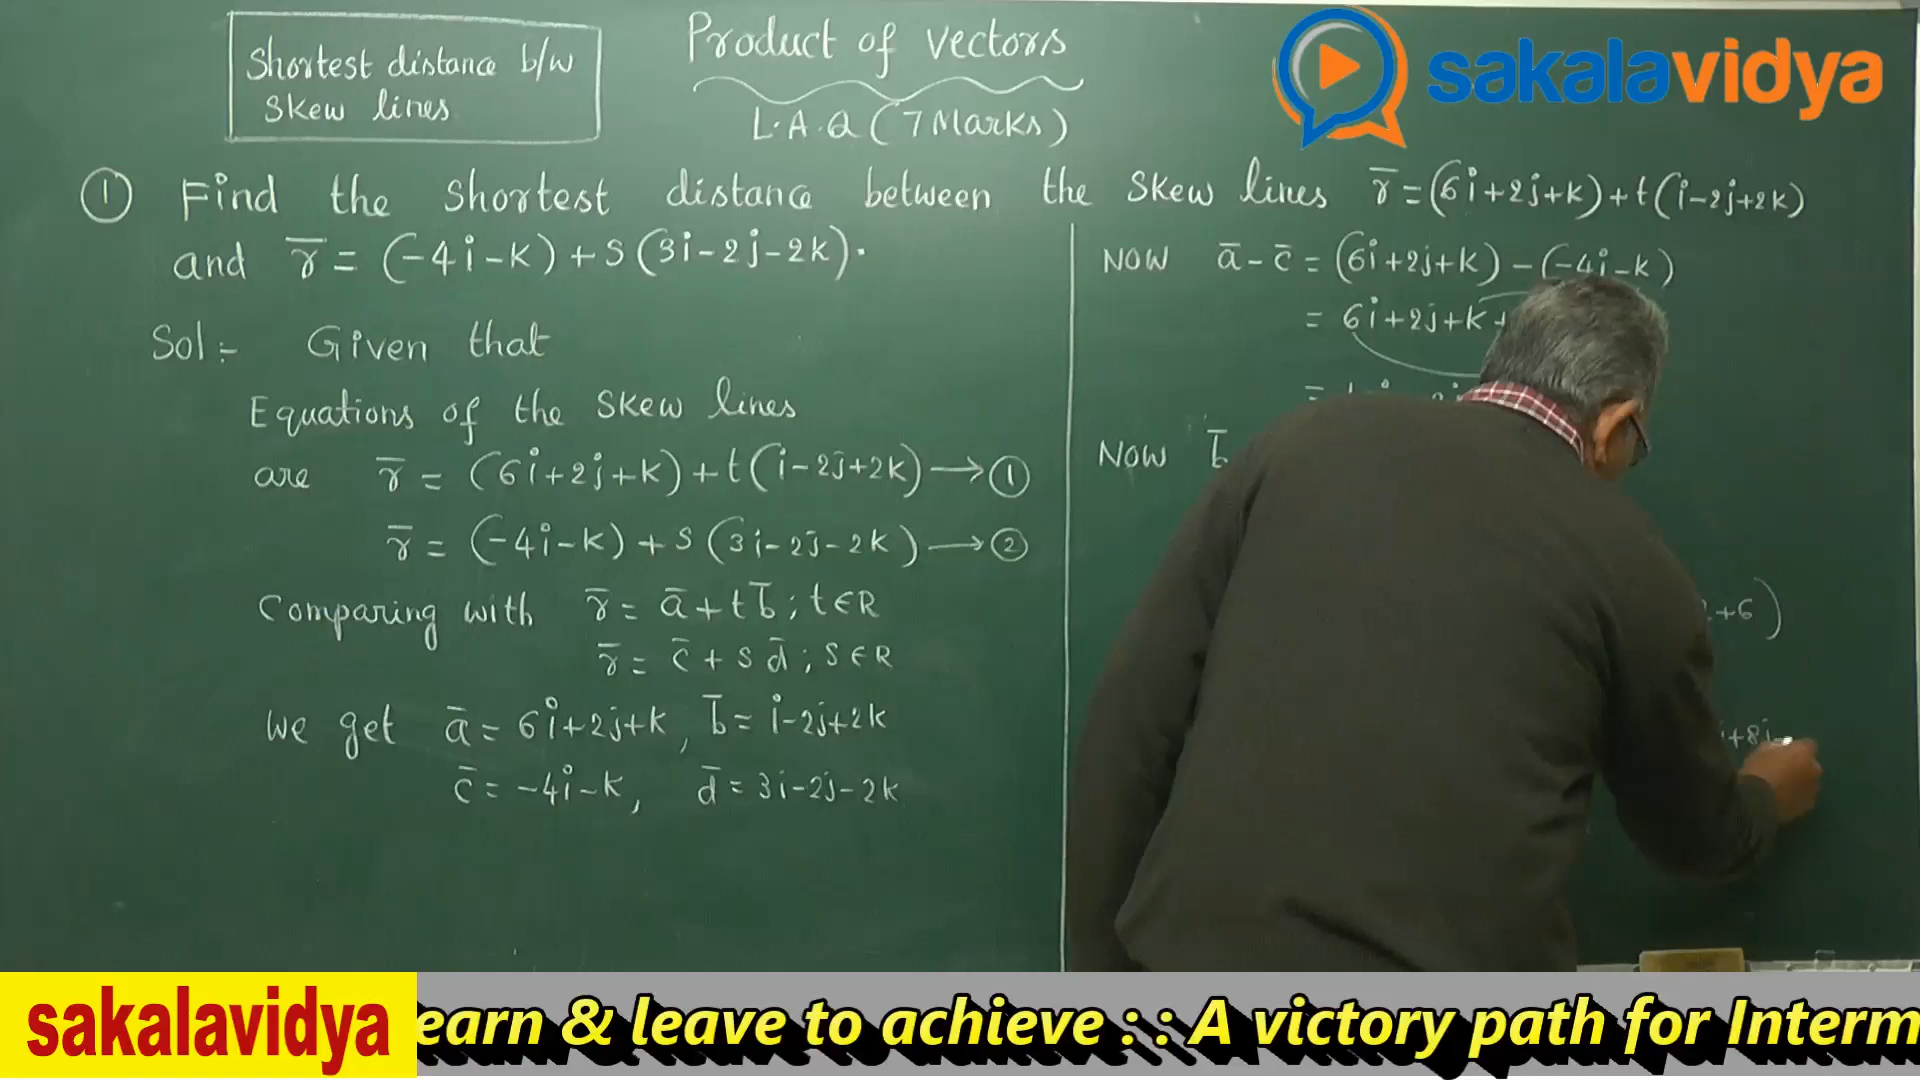 Shortest distance b/w
Skew lines
Product of vectors
L.A.Q (7 Marks)
sakalavidya
① Find the shortest distance between the skew lines r̅ = (6i+2j+k)+t(i-2j+2k)
and r̅ = (-4i-k)+s(3i-2j-2k).
Sol:- Given that
Equations of the skew lines
are r̅ = (6i+2j+k)+t(i-2j+2k) → ①
r̅ = (-4i-k)+s(3i-2j-2k) → ②
Comparing with r̅ = a̅+tb̅ ; t∈R
r̅ = c̅+sd̅ ; s∈R
we get a̅ = 6i+2j+k, b̅ = i-2j+2k
c̅ = -4i-k, d̅ = 3i-2j-2k
Now a̅-c̅ = (6i+2j+k)-(-4i-k)
= 6i+2j+k+
Now b̅
+6)
+8j
sakalavidya
earn & leave to achieve : : A victory path for Interm